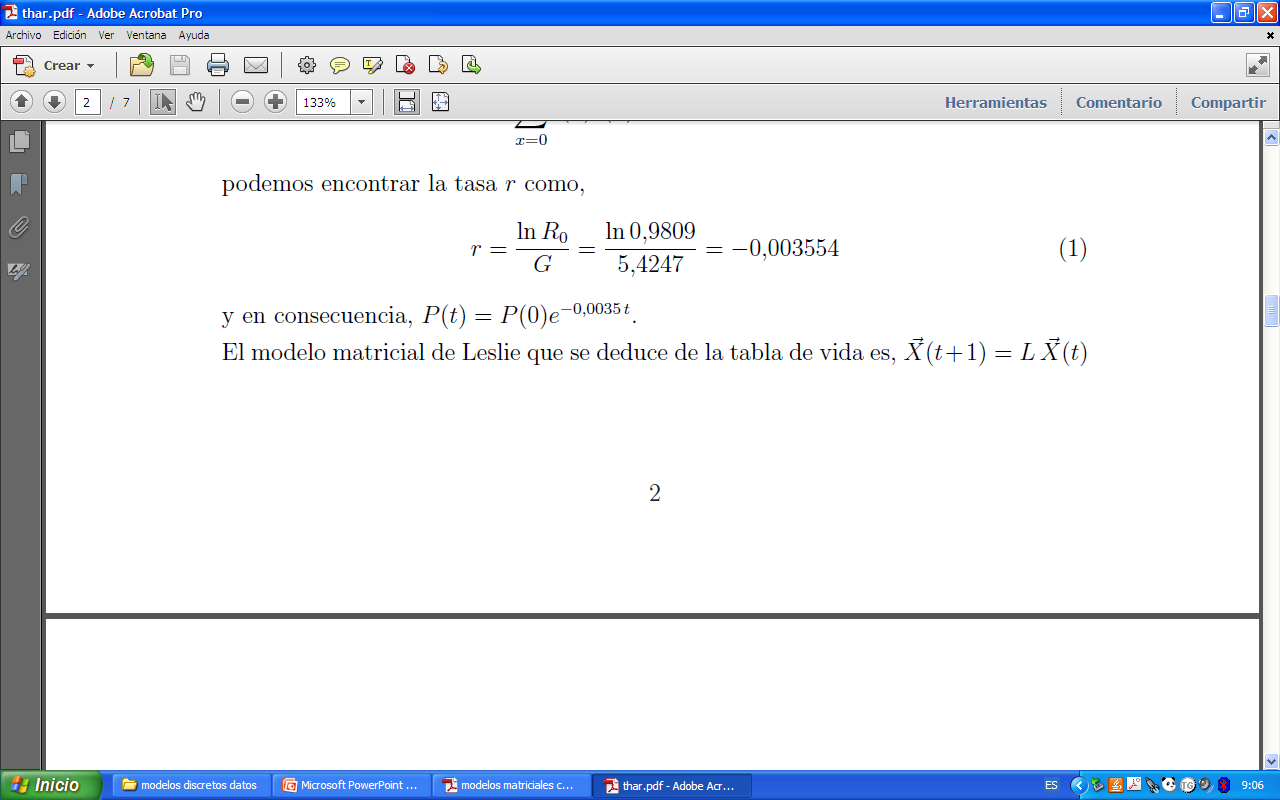 thar.pdf - Adobe Acrobat Pro
Archivo Edición Ver Ventana Ayuda
Crear
2 / 7 133% Herramientas Comentario Compartir
x=0
podemos encontrar la tasa r como,
r = ln R₀ / G = ln 0,9809 / 5,4247 = −0,003554 (1)
y en consecuencia, P(t) = P(0)e^{−0,0035 t}.
El modelo matricial de Leslie que se deduce de la tabla de vida es, X⃗(t+1) = L X⃗(t)
2
Inicio modelos discretos datos Microsoft PowerPoint ... modelos matriciales c... thar.pdf - Adobe Acr... ES 9:06